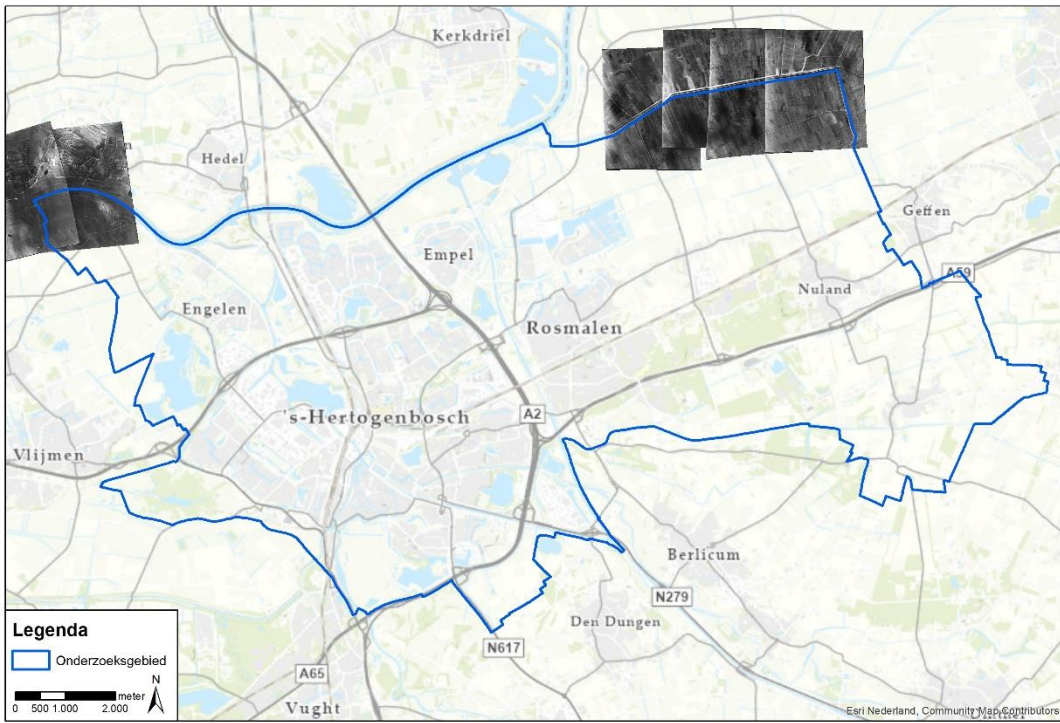 Kerkdriel
Hedel
Geffen
A59
Empel
Nuland
Engelen
Rosmalen
's-Hertogenbosch
A2
Vlijmen
Berlicum
N279
Den Dungen
N617
A65
Vught
Legenda
Onderzoeksgebied
N
meter
0 500 1.000 2.000
Esri Nederland, Community Map Contributors